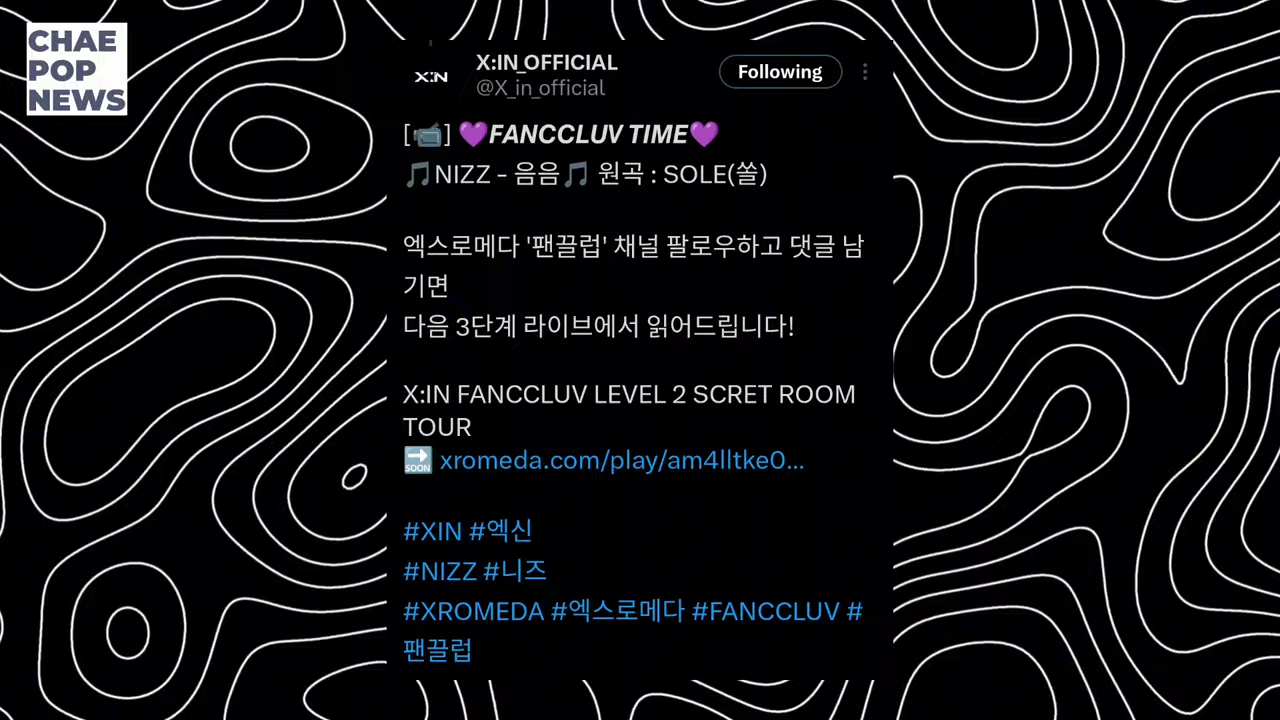 CHAE
POP
NEWS
X:IN
X:IN_OFFICIAL
@X_in_official
Following
[📹] 💜FANCCLUV TIME💜
🎵NIZZ - 음음🎵 원곡 : SOLE(쏠)
엑스로메다 '팬끌럽' 채널 팔로우하고 댓글 남
기면
다음 3단계 라이브에서 읽어드립니다!
X:IN FANCCLUV LEVEL 2 SCRET ROOM
TOUR
🔜 xromeda.com/play/am4lltke0...
#XIN #엑신
#NIZZ #니즈
#XROMEDA #엑스로메다 #FANCCLUV #
팬끌럽